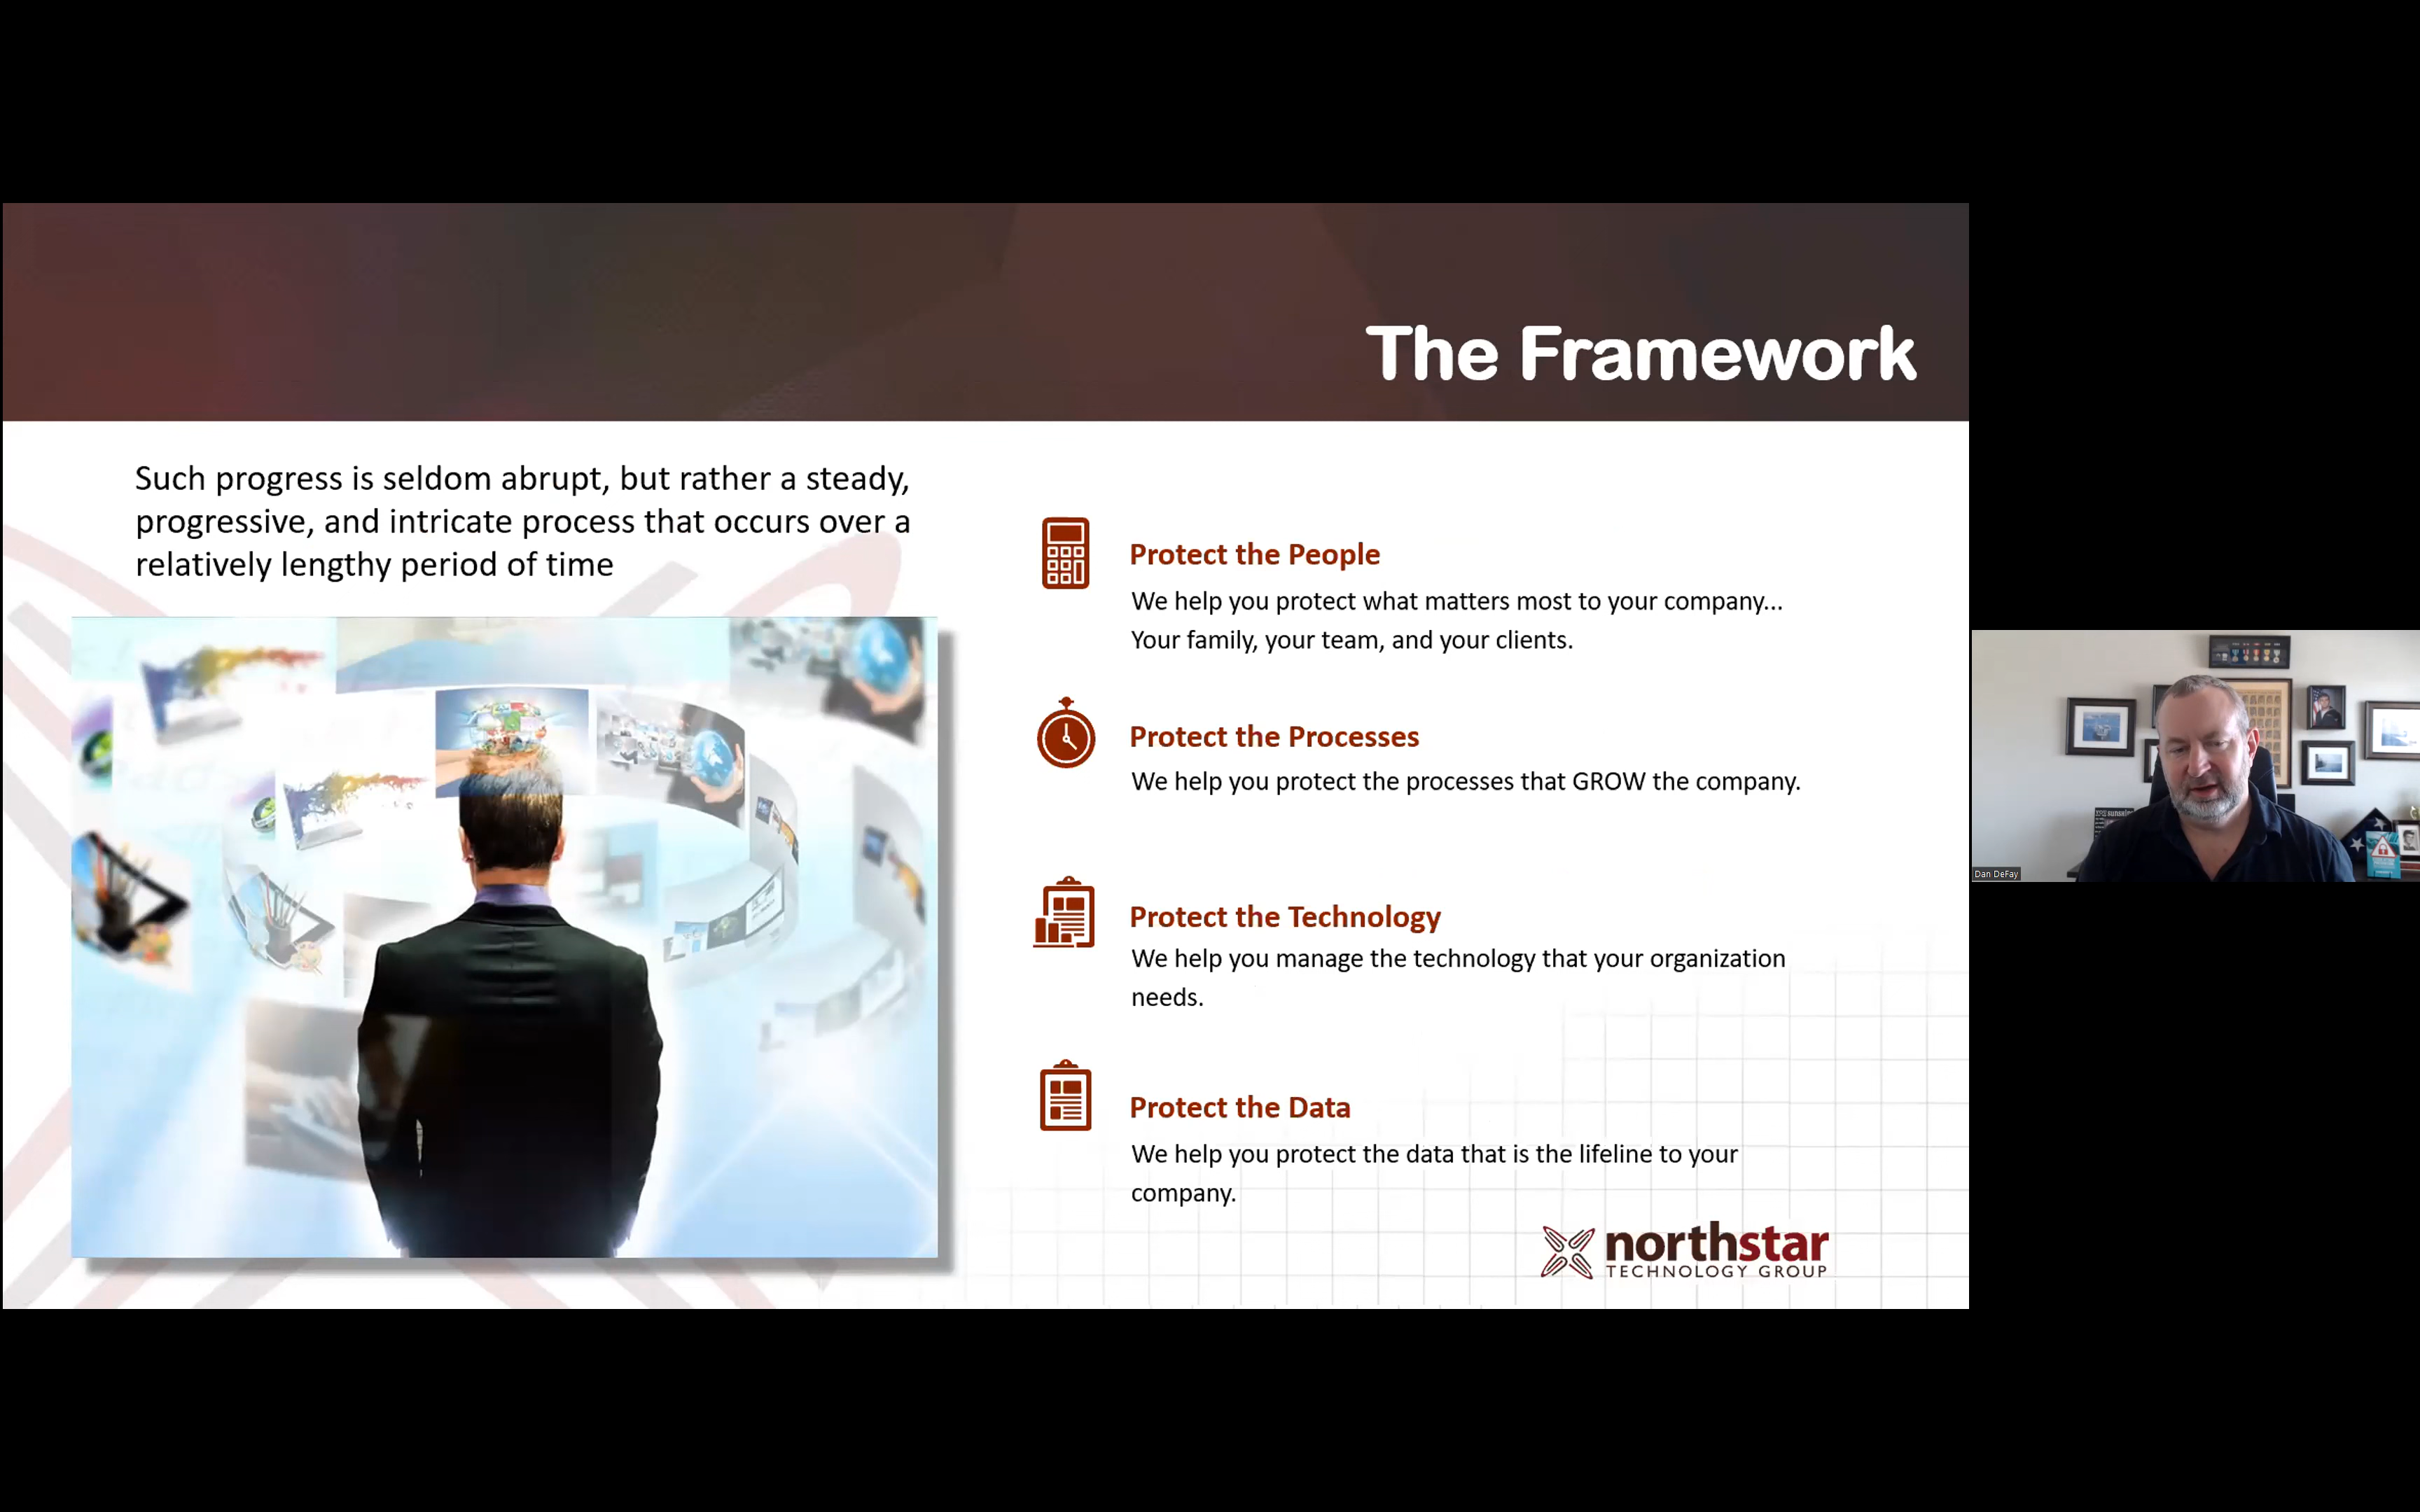 The Framework
Such progress is seldom abrupt, but rather a steady,
progressive, and intricate process that occurs over a
relatively lengthy period of time
Protect the People
We help you protect what matters most to your company...
Your family, your team, and your clients.
Protect the Processes
We help you protect the processes that GROW the company.
Protect the Technology
We help you manage the technology that your organization
needs.
Protect the Data
We help you protect the data that is the lifeline to your
company.
northstar
TECHNOLOGY GROUP
Dan DeFay